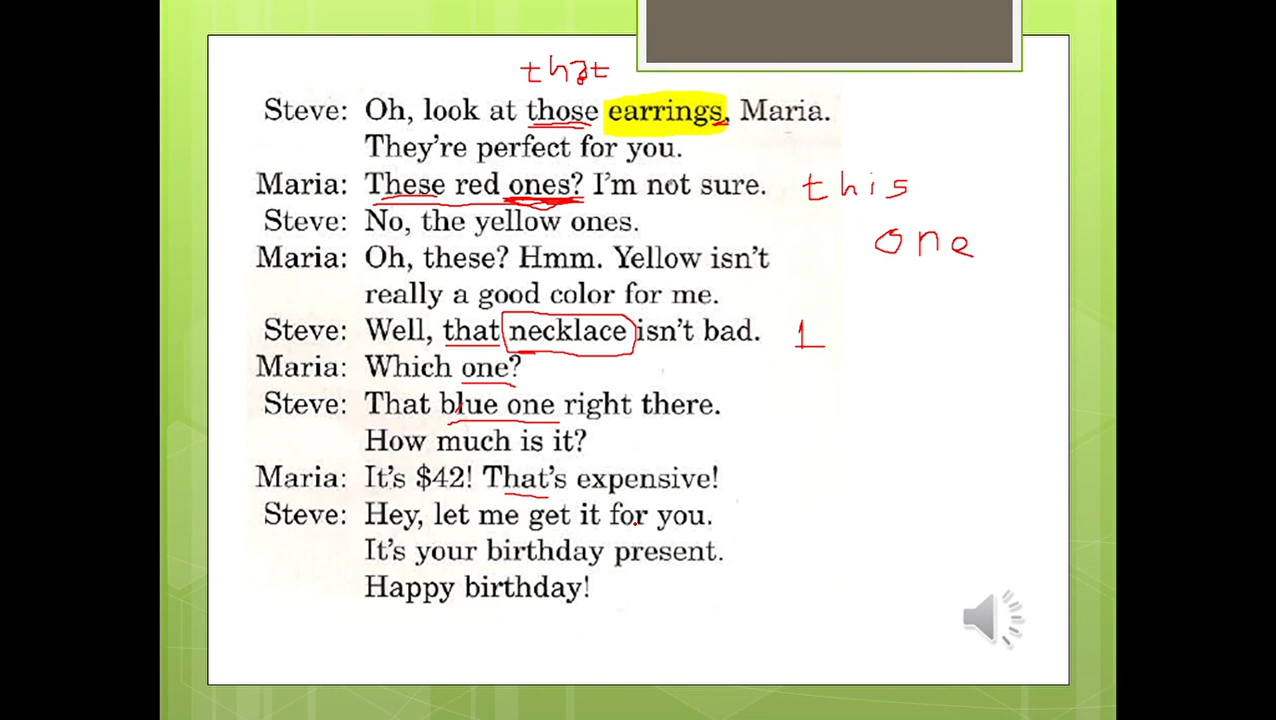 that
Steve: Oh, look at those earrings, Maria.
They're perfect for you.
Maria: These red ones? I'm not sure. this
Steve: No, the yellow ones. one
Maria: Oh, these? Hmm. Yellow isn't
really a good color for me.
Steve: Well, that necklace isn't bad. 1
Maria: Which one?
Steve: That blue one right there.
How much is it?
Maria: It's $42! That's expensive!
Steve: Hey, let me get it for you.
It's your birthday present.
Happy birthday!